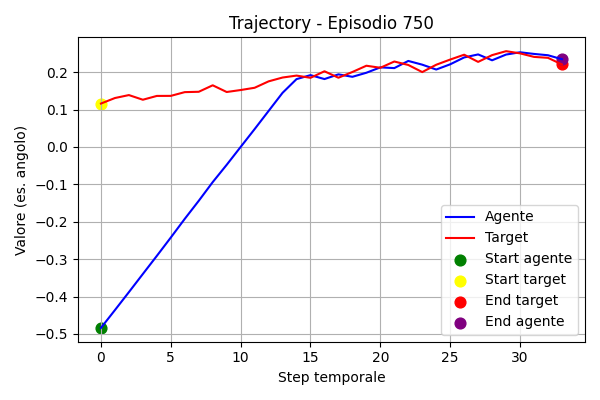 Trajectory - Episodio 750
Valore (es. angolo)
0.2
0.1
0.0
−0.1
−0.2
−0.3
−0.4
−0.5
0 5 10 15 20 25 30
Step temporale
Agente
Target
Start agente
Start target
End target
End agente